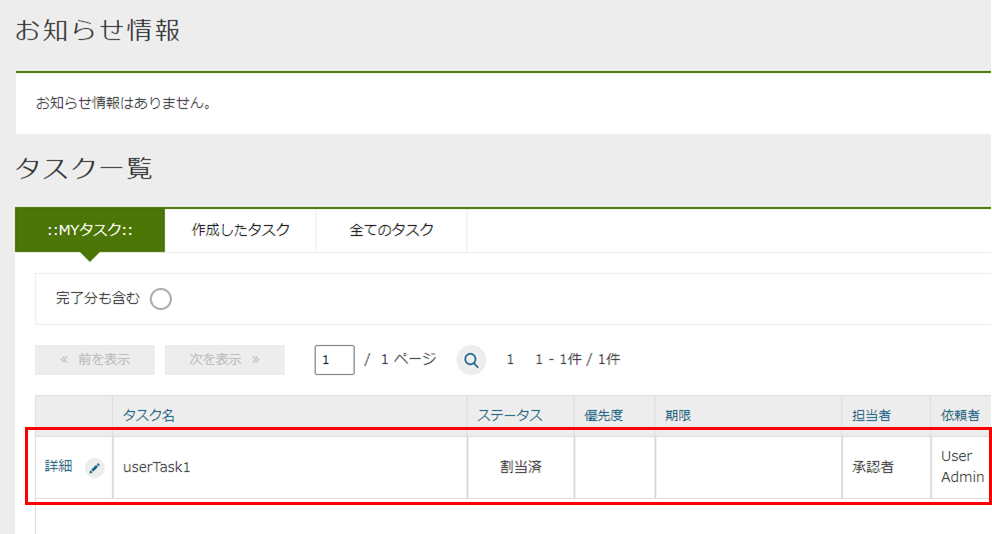 お知らせ情報
お知らせ情報はありません。
タスク一覧
::MYタスク:: 作成したタスク 全てのタスク
完了分も含む
« 前を表示 次を表示 » 1 / 1 ページ 1 1 - 1件 / 1件
タスク名 ステータス 優先度 期限 担当者 依頼者
詳細 userTask1 割当済 承認者 User
Admin